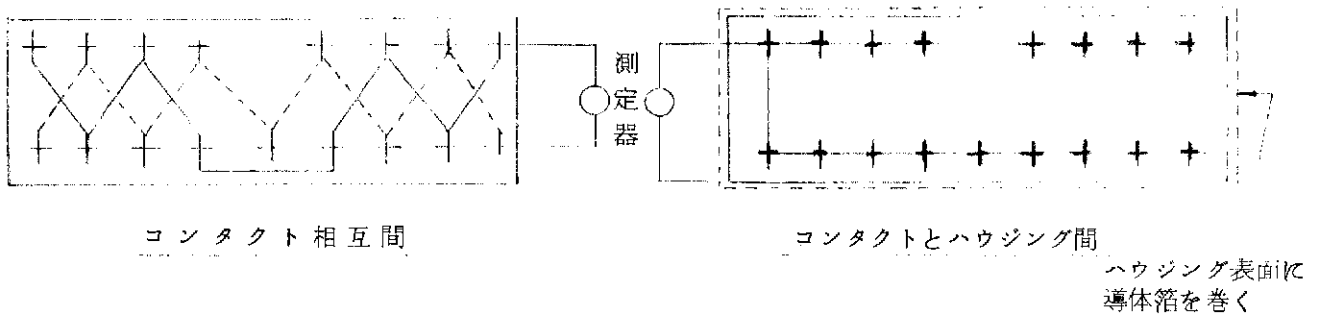 測定器
コンタクト相互間
コンタクトとハウジング間
ハウジング表面に
導体箔を巻く